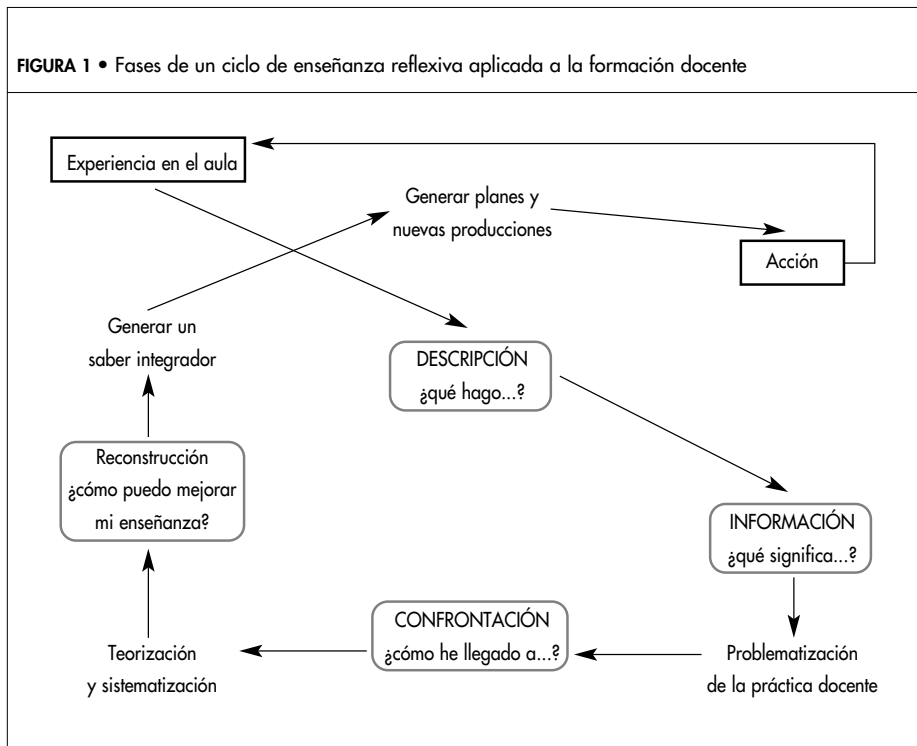 FIGURA 1 • Fases de un ciclo de enseñanza reflexiva aplicada a la formación docente
Experiencia en el aula
Generar planes y
nuevas producciones
Acción
Generar un
saber integrador
DESCRIPCIÓN
¿qué hago...?
Reconstrucción
¿cómo puedo mejorar
mi enseñanza?
INFORMACIÓN
¿qué significa...?
CONFRONTACIÓN
¿cómo he llegado a...?
Teorización
y sistematización
Problematización
de la práctica docente